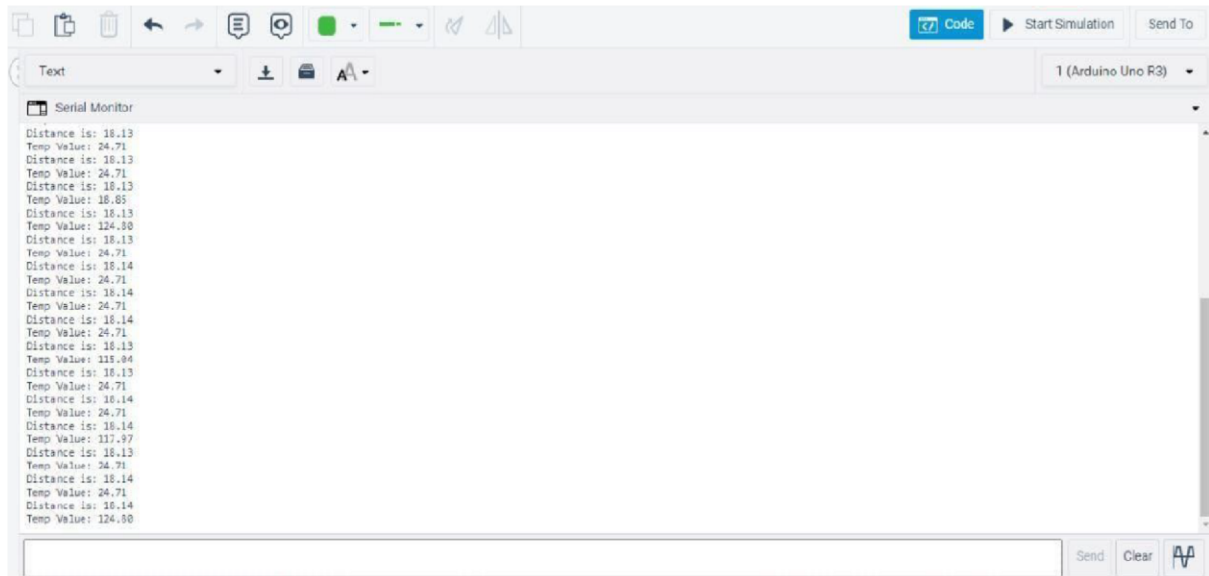 Code
Start Simulation
Send To
Text
AA
1 (Arduino Uno R3)
Serial Monitor
Distance is: 18.13
Temp Value: 24.71
Distance is: 18.13
Temp Value: 24.71
Distance is: 18.13
Temp Value: 18.85
Distance is: 18.13
Temp Value: 124.80
Distance is: 18.13
Temp Value: 24.71
Distance is: 18.14
Temp Value: 24.71
Distance is: 18.14
Temp Value: 24.71
Distance is: 18.14
Temp Value: 24.71
Distance is: 18.13
Temp Value: 115.04
Distance is: 18.13
Temp Value: 24.71
Distance is: 18.14
Temp Value: 24.71
Distance is: 18.14
Temp Value: 117.97
Distance is: 18.13
Temp Value: 24.71
Distance is: 18.14
Temp Value: 24.71
Distance is: 18.14
Temp Value: 124.80
Send
Clear